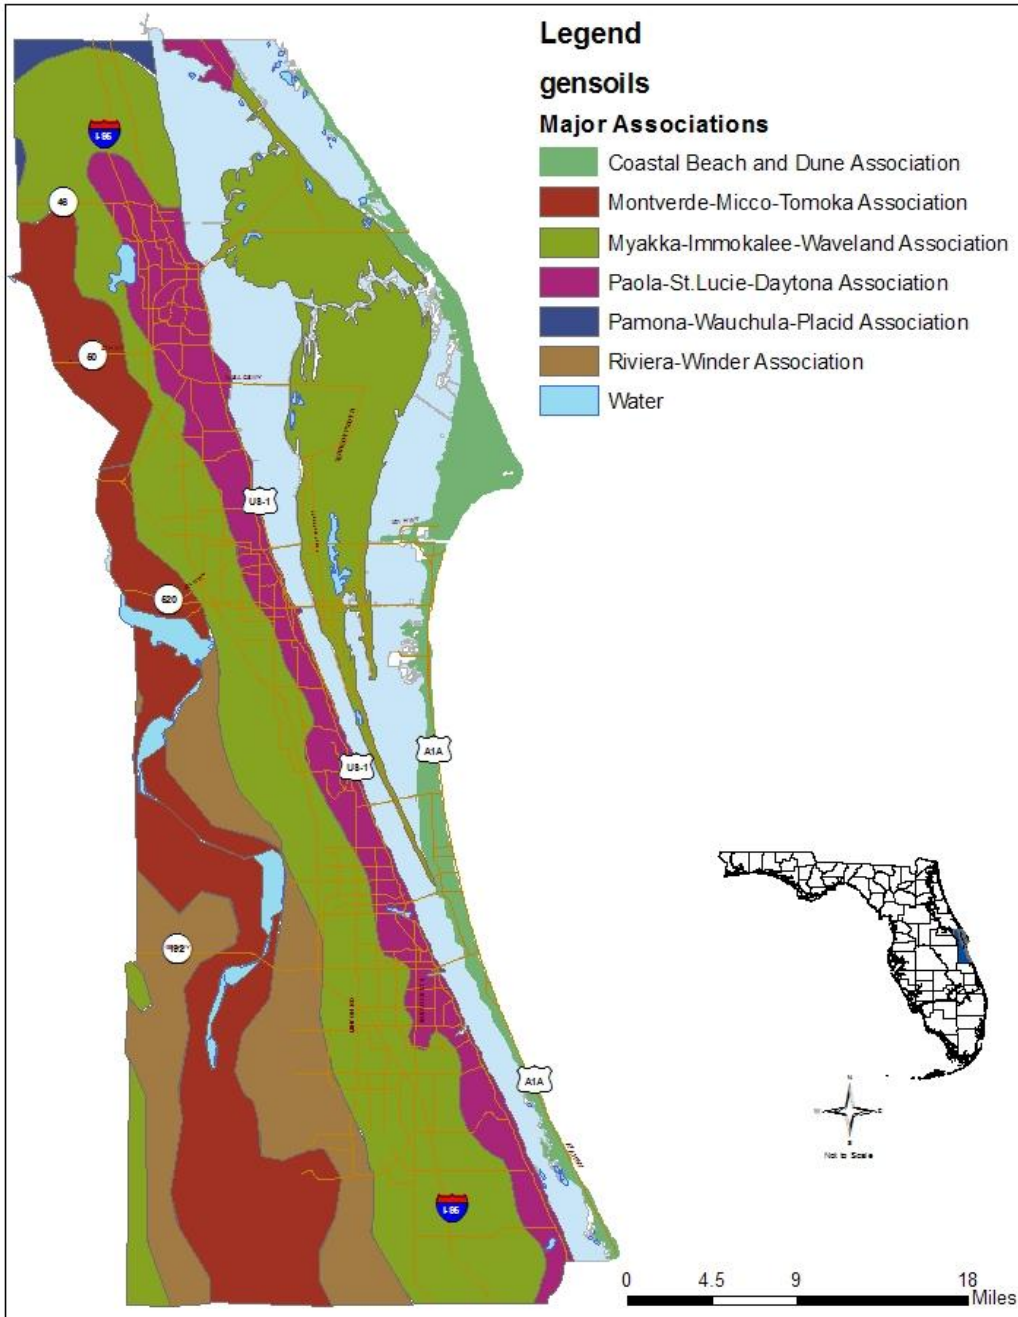 Legend
gensoils
Major Associations
Coastal Beach and Dune Association
Montverde-Micco-Tomoka Association
Myakka-Immokalee-Waveland Association
Paola-St.Lucie-Daytona Association
Pamona-Wauchula-Placid Association
Riviera-Winder Association
Water
I-95
46
50
US-1
520
US-1
A1A
192
A1A
I-95
N
W
E
S
Not to Scale
0
4.5
9
18
Miles